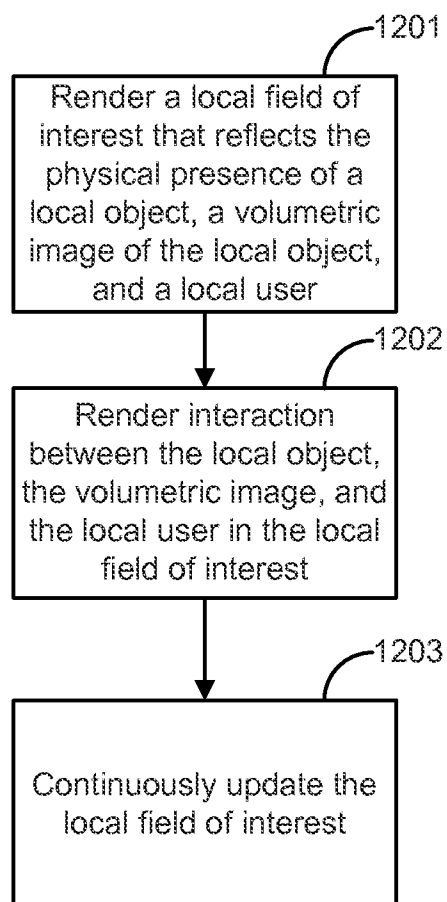 1201
Render a local field of
interest that reflects the
physical presence of a
local object, a volumetric
image of the local object,
and a local user
1202
Render interaction
between the local object,
the volumetric image, and
the local user in the local
field of interest
1203
Continuously update the
local field of interest